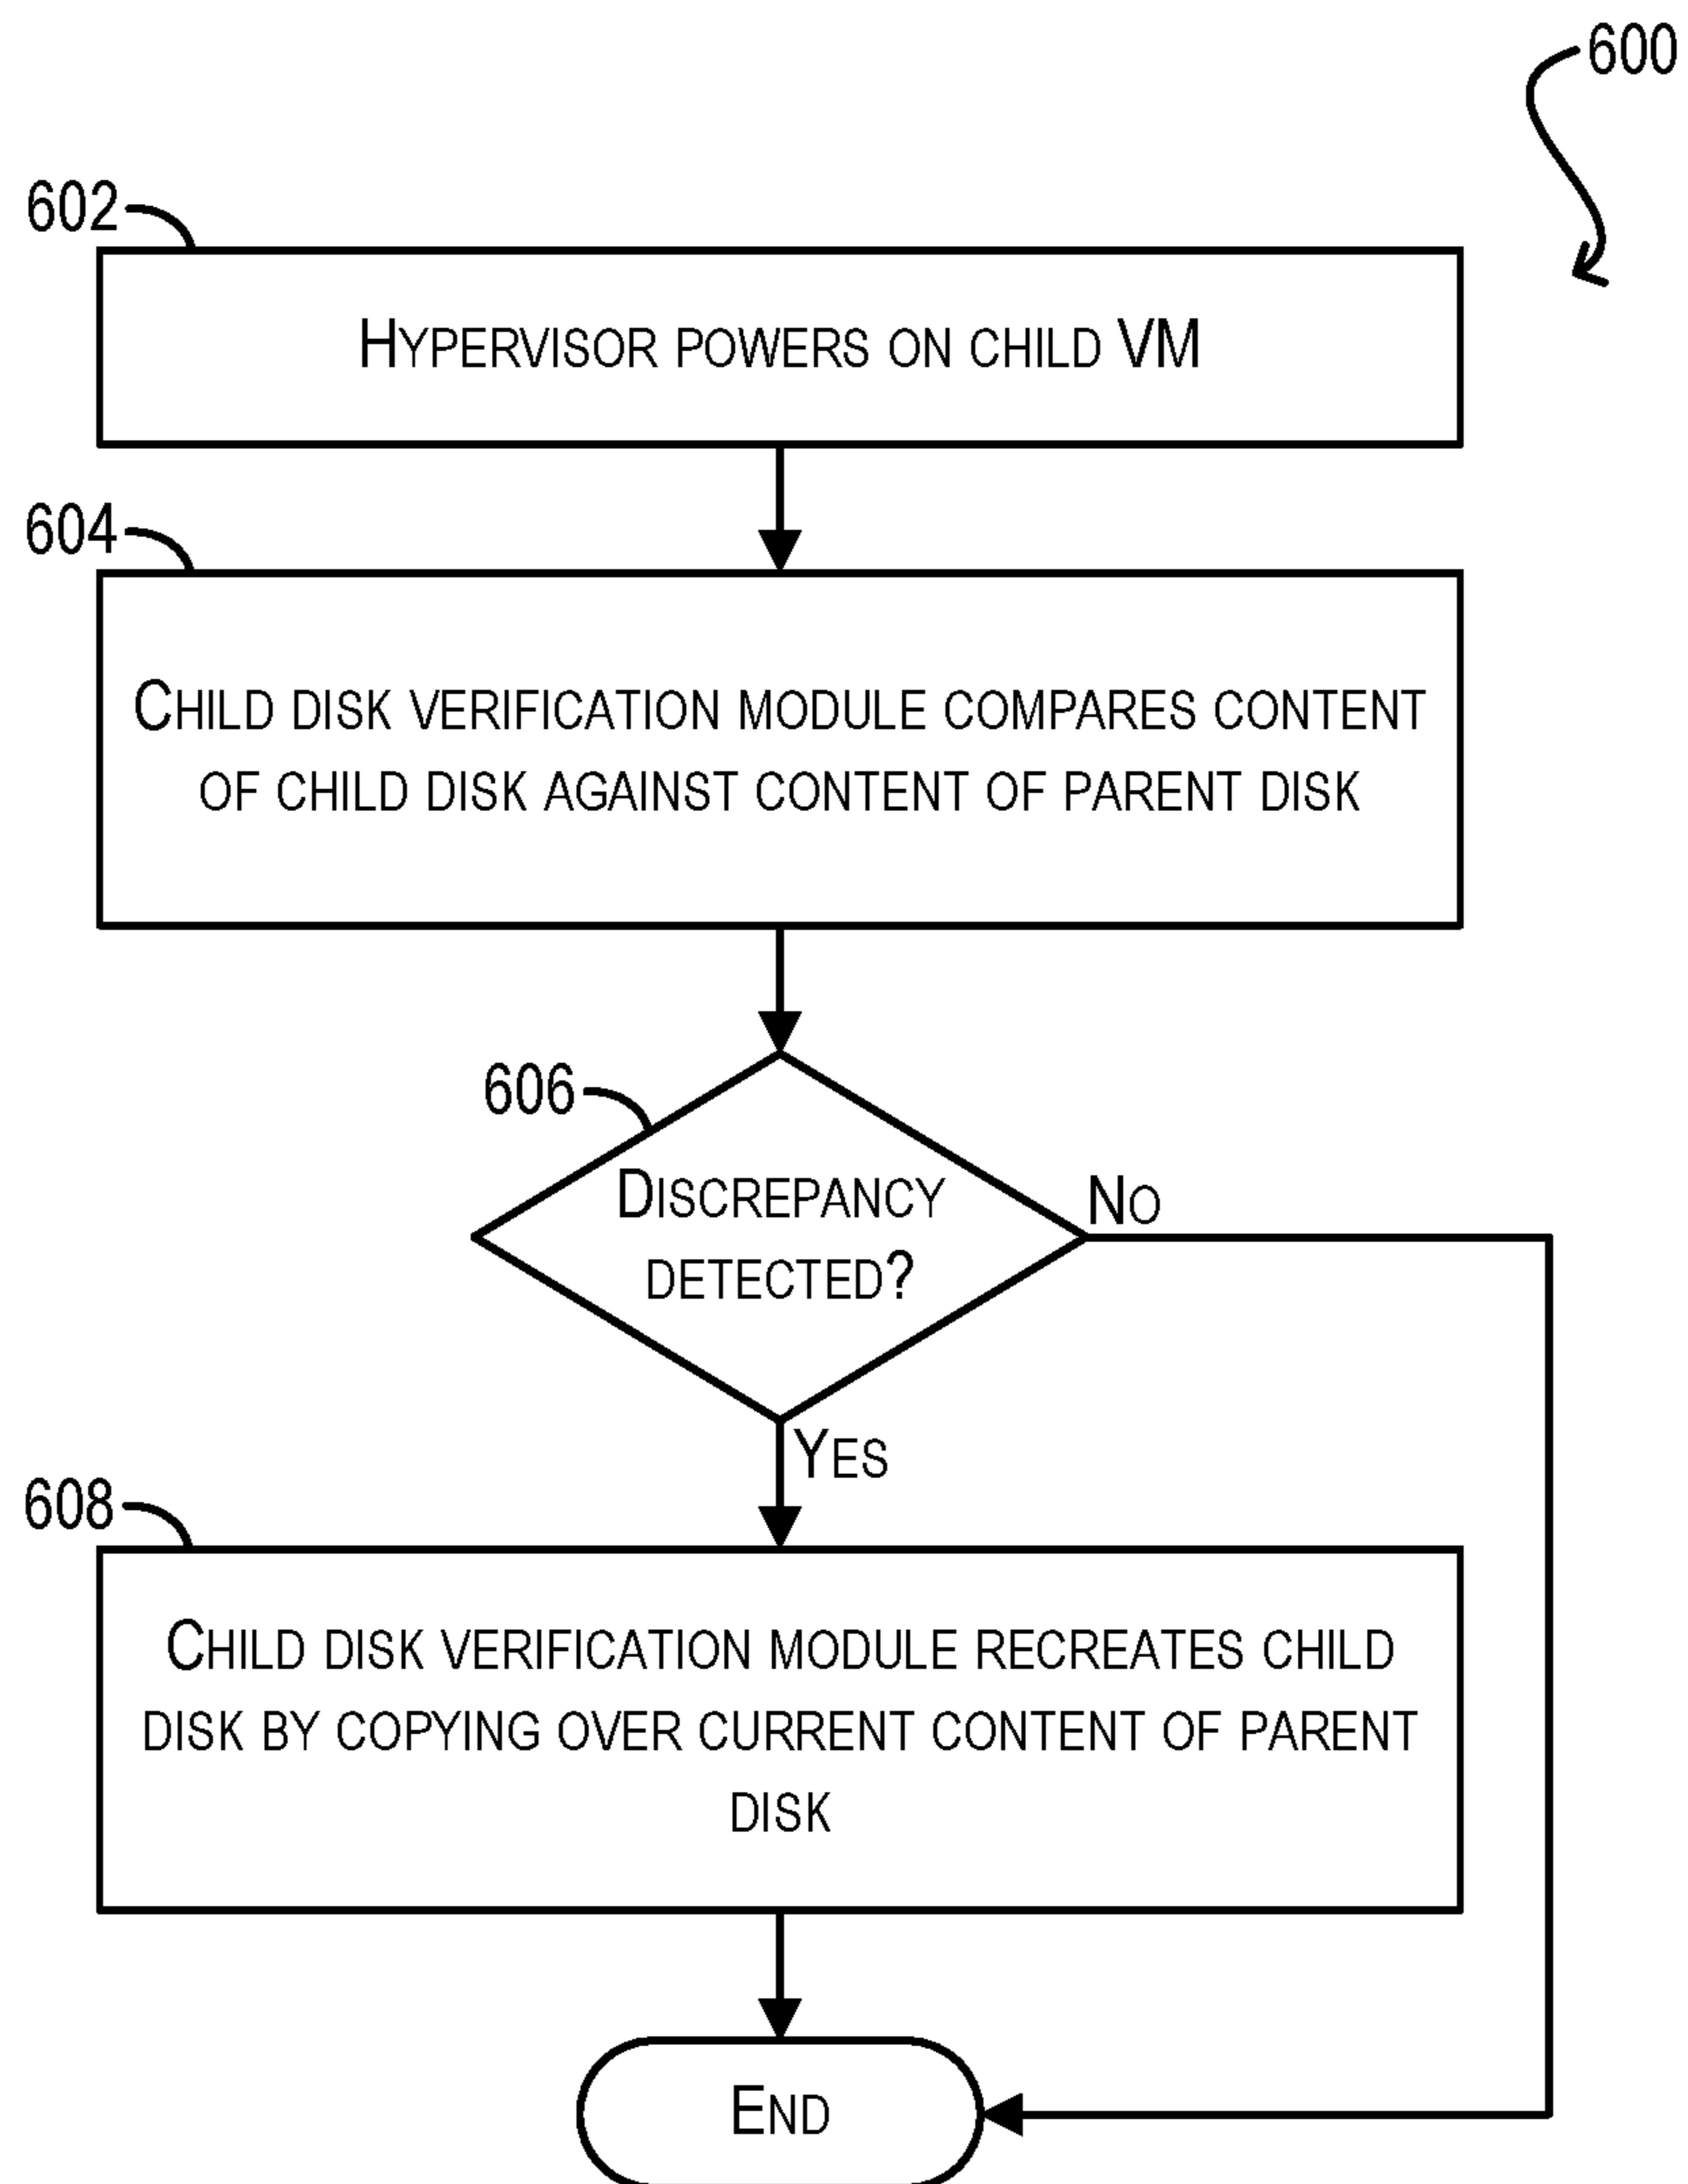 600
602
Hypervisor powers on child VM
604
Child disk verification module compares content
of child disk against content of parent disk
606
Discrepancy
detected?
No
Yes
608
Child disk verification module recreates child
disk by copying over current content of parent
disk
End